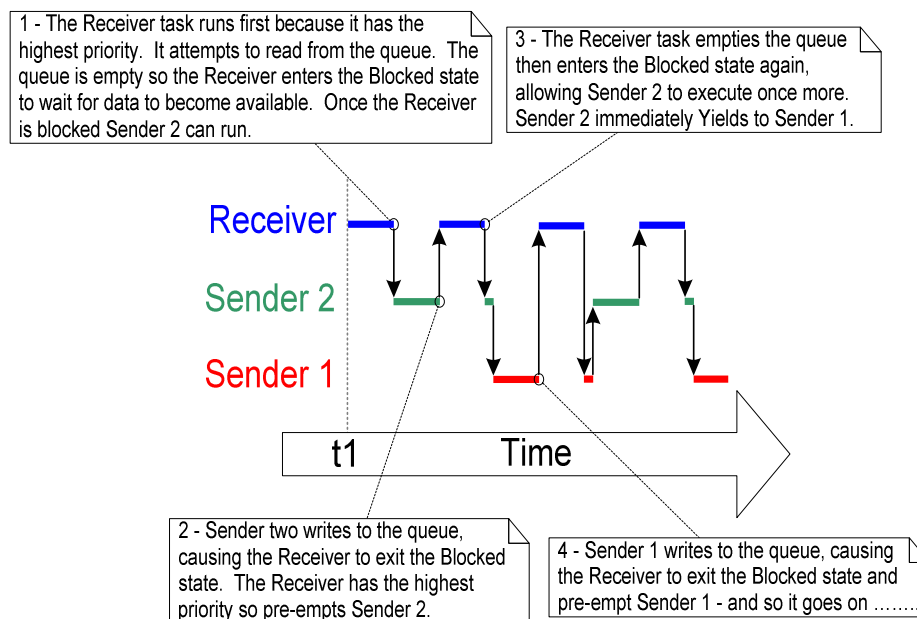 1 - The Receiver task runs first because it has the
highest priority. It attempts to read from the queue. The
queue is empty so the Receiver enters the Blocked state
to wait for data to become available. Once the Receiver
is blocked Sender 2 can run.
3 - The Receiver task empties the queue
then enters the Blocked state again,
allowing Sender 2 to execute once more.
Sender 2 immediately Yields to Sender 1.
Receiver
Sender 2
Sender 1
t1
Time
2 - Sender two writes to the queue,
causing the Receiver to exit the Blocked
state. The Receiver has the highest
priority so pre-empts Sender 2.
4 - Sender 1 writes to the queue, causing
the Receiver to exit the Blocked state and
pre-empt Sender 1 - and so it goes on ........